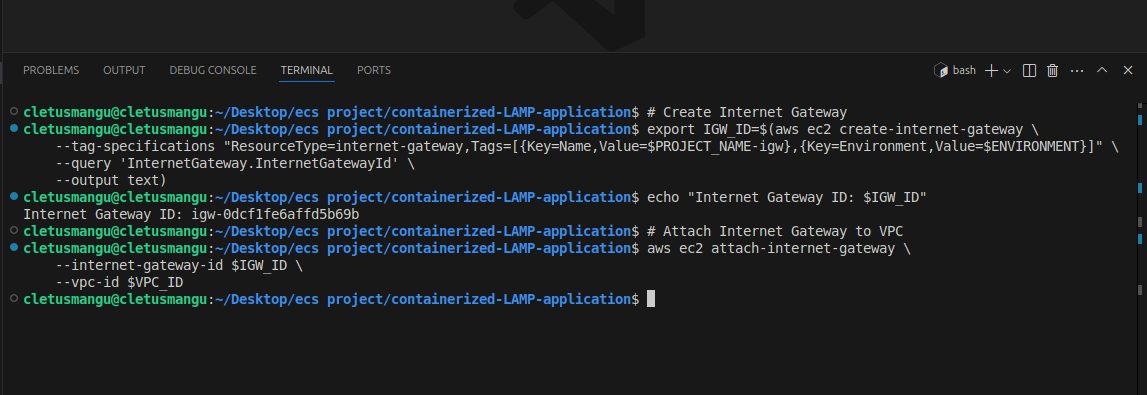 PROBLEMS OUTPUT DEBUG CONSOLE TERMINAL PORTS bash
cletusmangu@cletusmangu:~/Desktop/ecs project/containerized-LAMP-application$ # Create Internet Gateway
cletusmangu@cletusmangu:~/Desktop/ecs project/containerized-LAMP-application$ export IGW_ID=$(aws ec2 create-internet-gateway \
    --tag-specifications "ResourceType=internet-gateway,Tags=[{Key=Name,Value=$PROJECT_NAME-igw},{Key=Environment,Value=$ENVIRONMENT}]" \
    --query 'InternetGateway.InternetGatewayId' \
    --output text)
cletusmangu@cletusmangu:~/Desktop/ecs project/containerized-LAMP-application$ echo "Internet Gateway ID: $IGW_ID"
Internet Gateway ID: igw-0dcf1fe6affd5b69b
cletusmangu@cletusmangu:~/Desktop/ecs project/containerized-LAMP-application$ # Attach Internet Gateway to VPC
cletusmangu@cletusmangu:~/Desktop/ecs project/containerized-LAMP-application$ aws ec2 attach-internet-gateway \
    --internet-gateway-id $IGW_ID \
    --vpc-id $VPC_ID
cletusmangu@cletusmangu:~/Desktop/ecs project/containerized-LAMP-application$